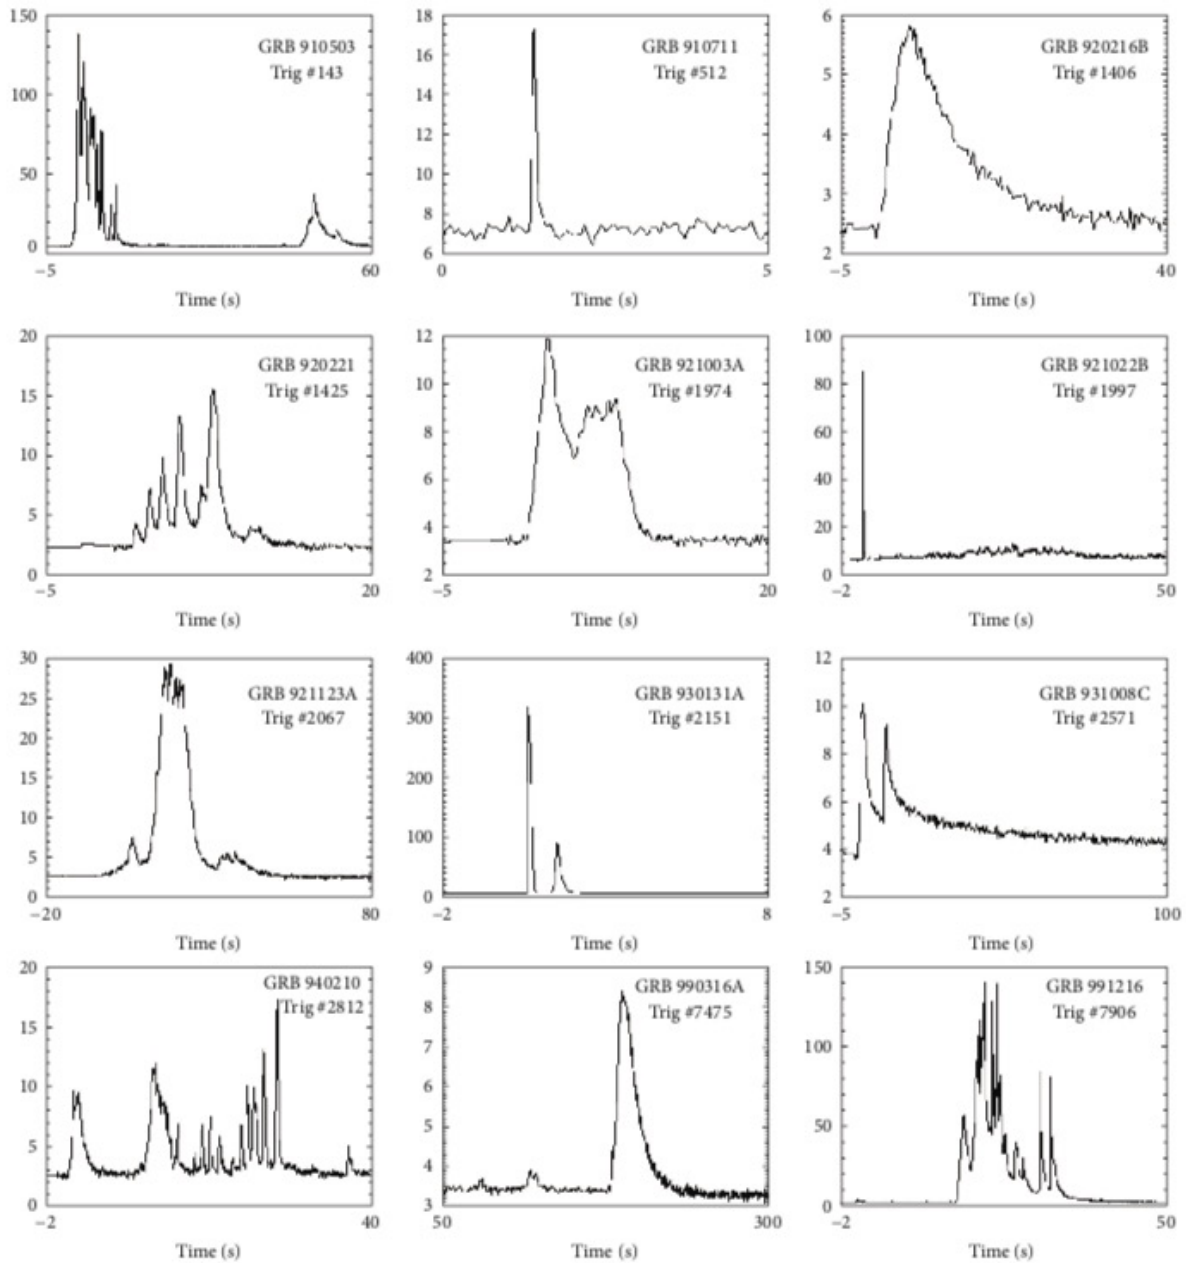 150
100
50
0
−5
60
Time (s)
GRB 910503
Trig #143
18
16
14
12
10
8
6
0
5
Time (s)
GRB 910711
Trig #512
6
5
4
3
2
−5
40
Time (s)
GRB 920216B
Trig #1406
20
15
10
5
0
−5
20
Time (s)
GRB 920221
Trig #1425
12
10
8
6
4
2
−5
20
Time (s)
GRB 921003A
Trig #1974
100
80
60
40
20
0
−2
50
Time (s)
GRB 921022B
Trig #1997
30
25
20
15
10
5
0
−20
80
Time (s)
GRB 921123A
Trig #2067
400
300
200
100
0
−2
8
Time (s)
GRB 930131A
Trig #2151
12
10
8
6
4
2
−5
100
Time (s)
GRB 931008C
Trig #2571
20
15
10
5
0
−2
40
Time (s)
GRB 940210
Trig #2812
9
8
7
6
5
4
3
50
300
Time (s)
GRB 990316A
Trig #7475
150
100
50
0
−2
50
Time (s)
GRB 991216
Trig #7906